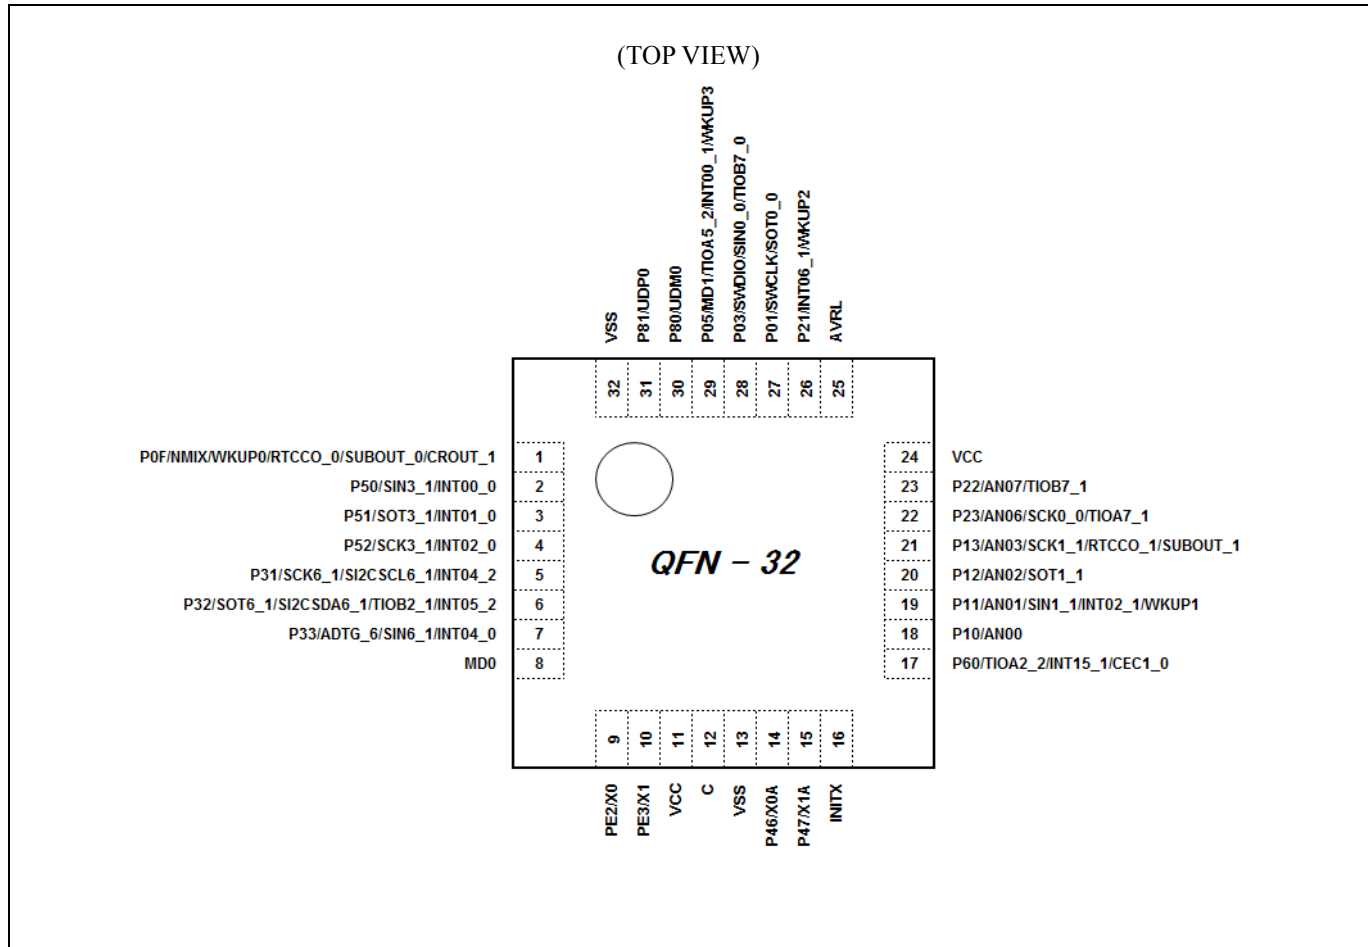 (TOP VIEW)
VSS
P81/UDP0
P80/UDM0
P05/MD1/TIOA5_2/INT00_1/WKUP3
P03/SWDIO/SIN0_0/TIOB7_0
P01/SWCLK/SOT0_0
P21/INT06_1/WKUP2
AVRL
32 31 30 29 28 27 26 25
P0F/NMIX/WKUP0/RTCCO_0/SUBOUT_0/CROUT_1 1
P50/SIN3_1/INT00_0 2
P51/SOT3_1/INT01_0 3
P52/SCK3_1/INT02_0 4
P31/SCK6_1/SI2CSCL6_1/INT04_2 5
P32/SOT6_1/SI2CSDA6_1/TIOB2_1/INT05_2 6
P33/ADTG_6/SIN6_1/INT04_0 7
MD0 8
QFN - 32
24 VCC
23 P22/AN07/TIOB7_1
22 P23/AN06/SCK0_0/TIOA7_1
21 P13/AN03/SCK1_1/RTCCO_1/SUBOUT_1
20 P12/AN02/SOT1_1
19 P11/AN01/SIN1_1/INT02_1/WKUP1
18 P10/AN00
17 P60/TIOA2_2/INT15_1/CEC1_0
9 10 11 12 13 14 15 16
PE2/X0
PE3/X1
VCC
C
VSS
P46/X0A
P47/X1A
INITX